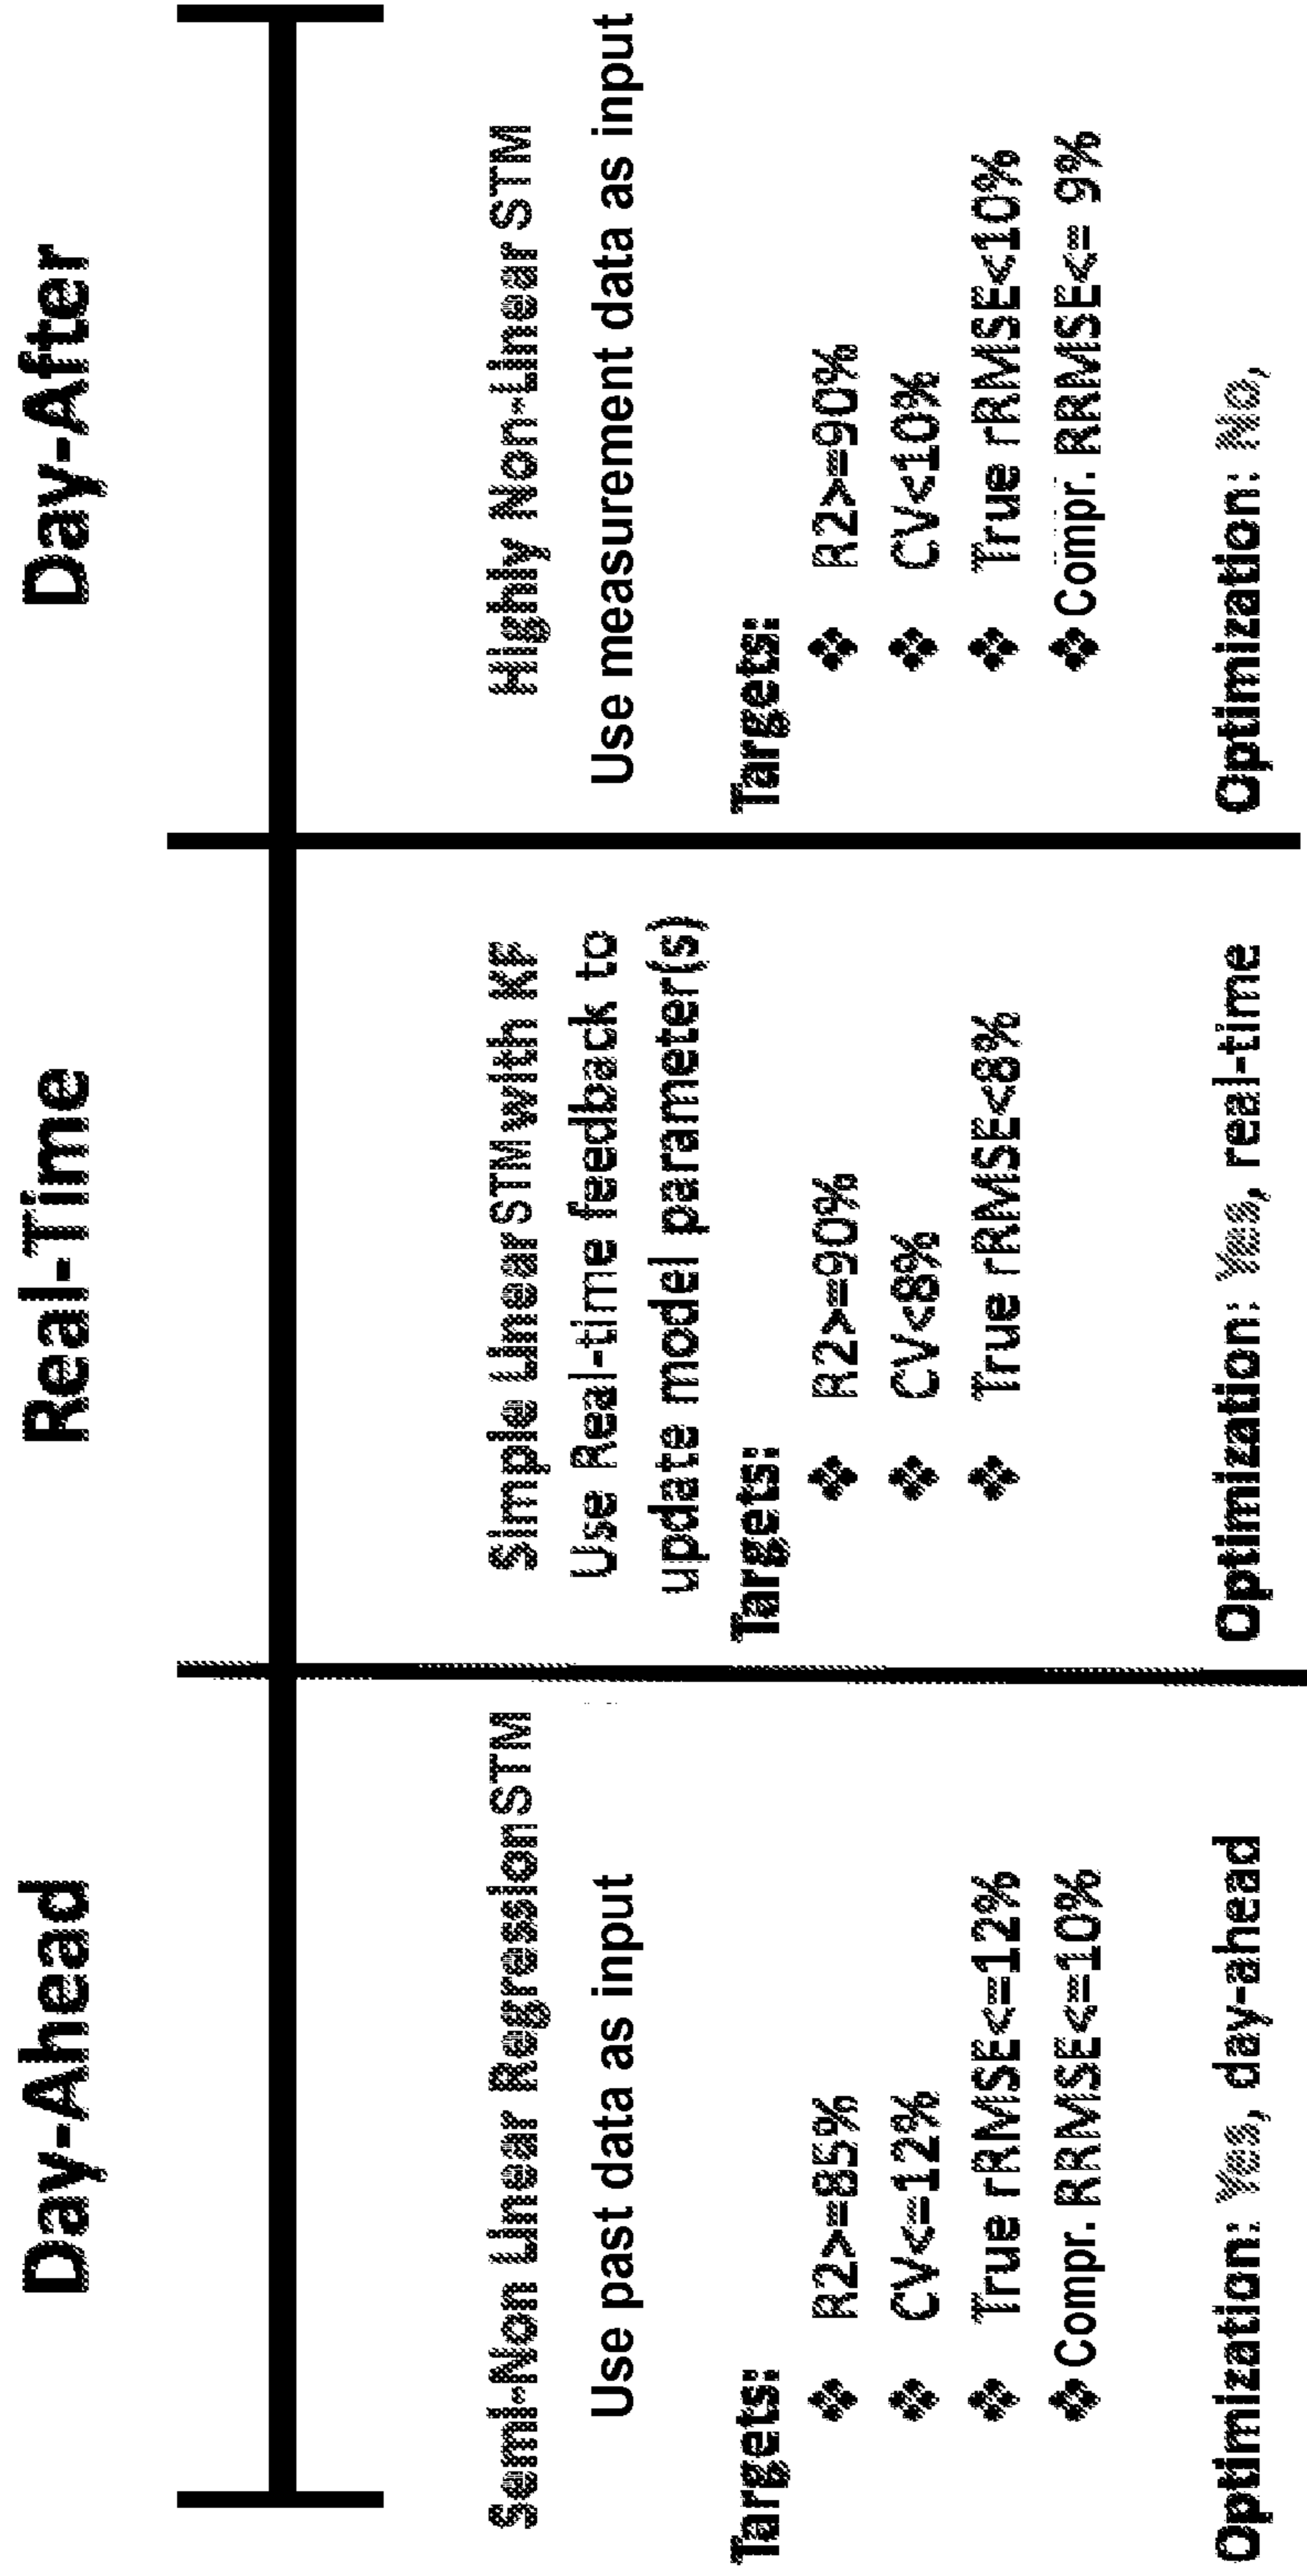 Day-Ahead
Semi-Non Linear Regression STM
Use past data as input
Targets:
❖ R2>=85%
❖ CV<=12%
❖ True rRMSE<=12%
❖ Compr. RRMSE<=10%
Optimization: Yes, day-ahead
Real-Time
Simple Linear STM with KF
Use Real-time feedback to
update model parameter(s)
Targets:
❖ R2>=90%
❖ CV<8%
❖ True rRMSE<8%
Optimization: Yes, real-time
Day-After
Highly Non-Linear STM
Use measurement data as input
Targets:
❖ R2>=90%
❖ CV<10%
❖ True rRMSE<10%
❖ Compr. RRMSE<= 9%
Optimization: No,